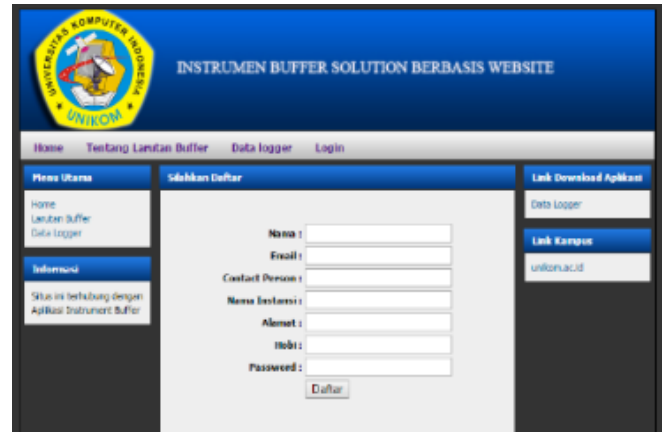 UNIVERSITAS KOMPUTER INDONESIA
UNIKOM
INSTRUMEN BUFFER SOLUTION BERBASIS WEBSITE
Home Tentang Larutan Buffer Data logger Login
Menu Utama
Home
Larutan Buffer
Data Logger
Informasi
Situs ini terhubung dengan
Aplikasi Instrument Buffer
Silahkan Daftar
Nama :
Email :
Contact Person :
Nama Instansi :
Alamat :
Hobi :
Password :
Daftar
Link Download Aplikasi
Data Logger
Link Kampus
unikom.ac.id